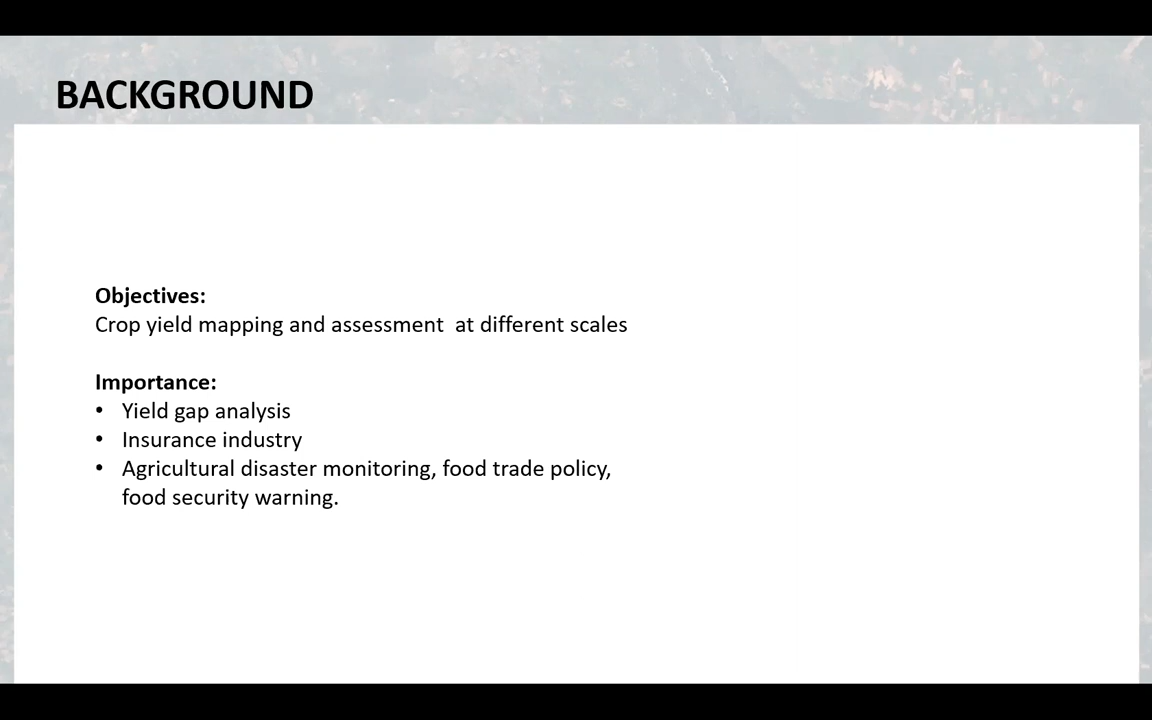 BACKGROUND
Objectives:
Crop yield mapping and assessment  at different scales
Importance:
• Yield gap analysis
• Insurance industry
• Agricultural disaster monitoring, food trade policy,
food security warning.